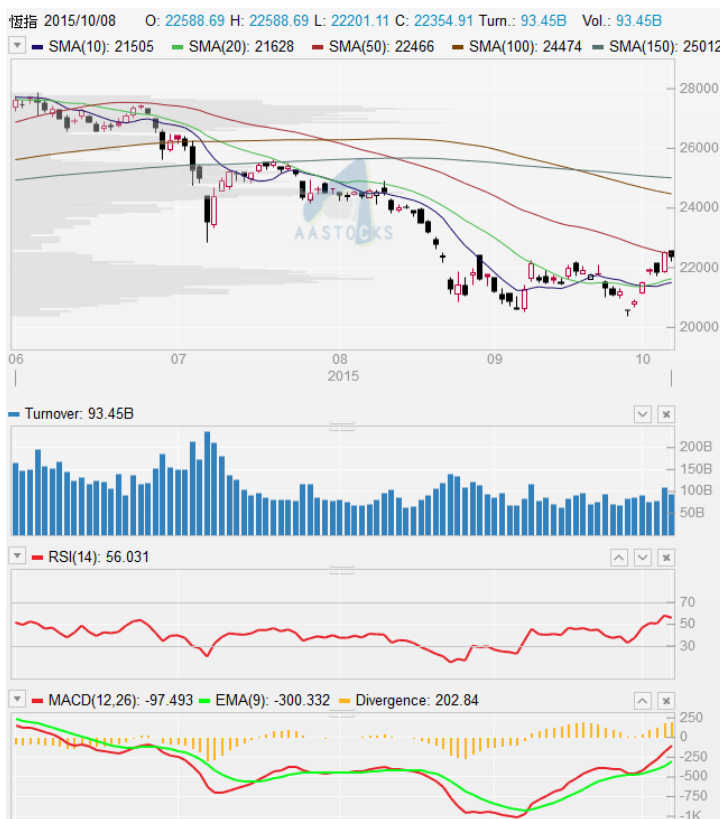 恆指 2015/10/08 O: 22588.69 H: 22588.69 L: 22201.11 C: 22354.91 Turn.: 93.45B Vol.: 93.45B
SMA(10): 21505 SMA(20): 21628 SMA(50): 22466 SMA(100): 24474 SMA(150): 25012
28000
26000
24000
AASTOCKS
22000
20000
06 07 08 09 10
2015
Turnover: 93.45B
200B
150B
100B
50B
RSI(14): 56.031
70
50
30
MACD(12,26): -97.493 EMA(9): -300.332 Divergence: 202.84
250
0
-250
-500
-750
-1K